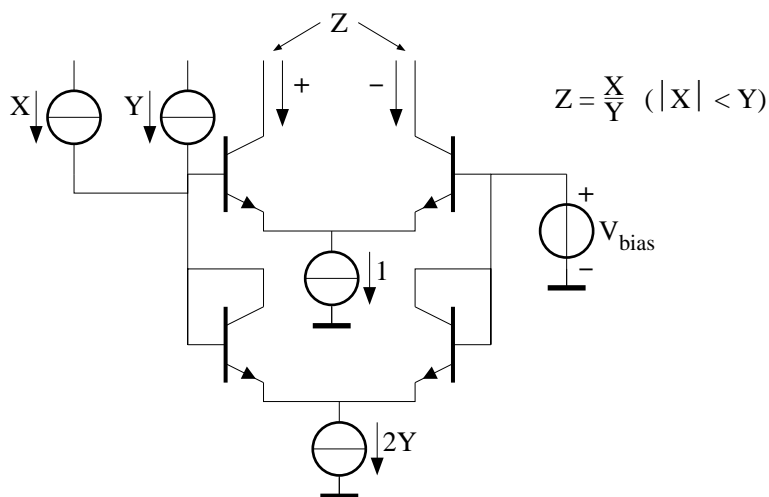 Z
X
Y
+
−
Z = X/Y (|X| < Y)
+
V_bias
−
1
2Y